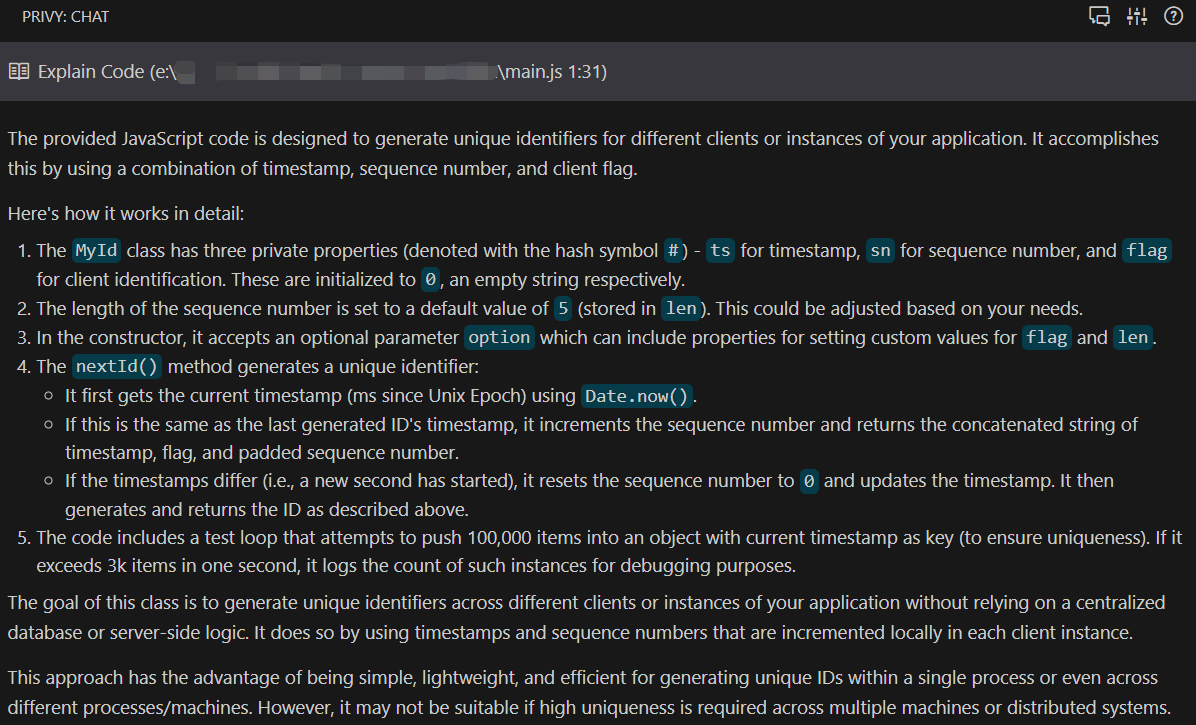 PRIVY: CHAT
Explain Code (e:\ \main.js 1:31)
The provided JavaScript code is designed to generate unique identifiers for different clients or instances of your application. It accomplishes
this by using a combination of timestamp, sequence number, and client flag.
Here's how it works in detail:
1. The MyId class has three private properties (denoted with the hash symbol #) - ts for timestamp, sn for sequence number, and flag
for client identification. These are initialized to 0, an empty string respectively.
2. The length of the sequence number is set to a default value of 5 (stored in len). This could be adjusted based on your needs.
3. In the constructor, it accepts an optional parameter option which can include properties for setting custom values for flag and len.
4. The nextId() method generates a unique identifier:
○ It first gets the current timestamp (ms since Unix Epoch) using Date.now().
○ If this is the same as the last generated ID's timestamp, it increments the sequence number and returns the concatenated string of
timestamp, flag, and padded sequence number.
○ If the timestamps differ (i.e., a new second has started), it resets the sequence number to 0 and updates the timestamp. It then
generates and returns the ID as described above.
5. The code includes a test loop that attempts to push 100,000 items into an object with current timestamp as key (to ensure uniqueness). If it
exceeds 3k items in one second, it logs the count of such instances for debugging purposes.
The goal of this class is to generate unique identifiers across different clients or instances of your application without relying on a centralized
database or server-side logic. It does so by using timestamps and sequence numbers that are incremented locally in each client instance.
This approach has the advantage of being simple, lightweight, and efficient for generating unique IDs within a single process or even across
different processes/machines. However, it may not be suitable if high uniqueness is required across multiple machines or distributed systems.